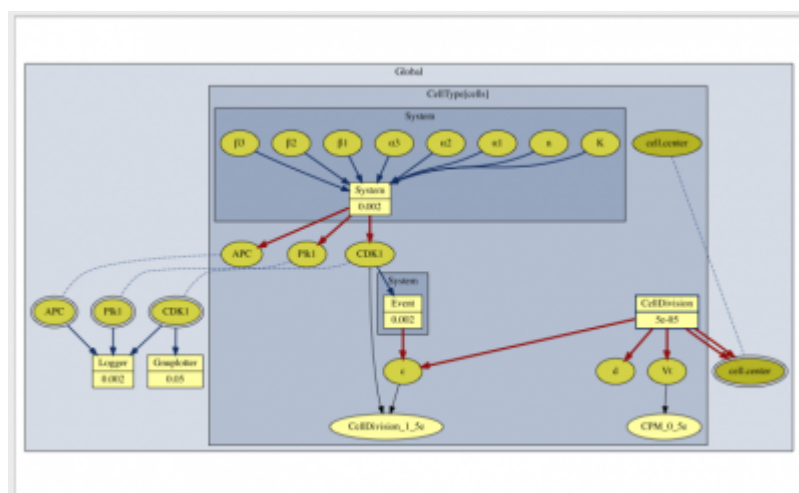 Global
CellType[cells]
System
β3 β2 β1 α3 α2 α1 n K
cell.center
System
0.002
APC Plk1 CDK1
System
Event
0.002
CellDivision
5e-05
APC Plk1 CDK1
Logger
0.002
Gnuplotter
0.05
c
d
Vt
cell.center
CellDivision_1_5e
CPM_0_5e